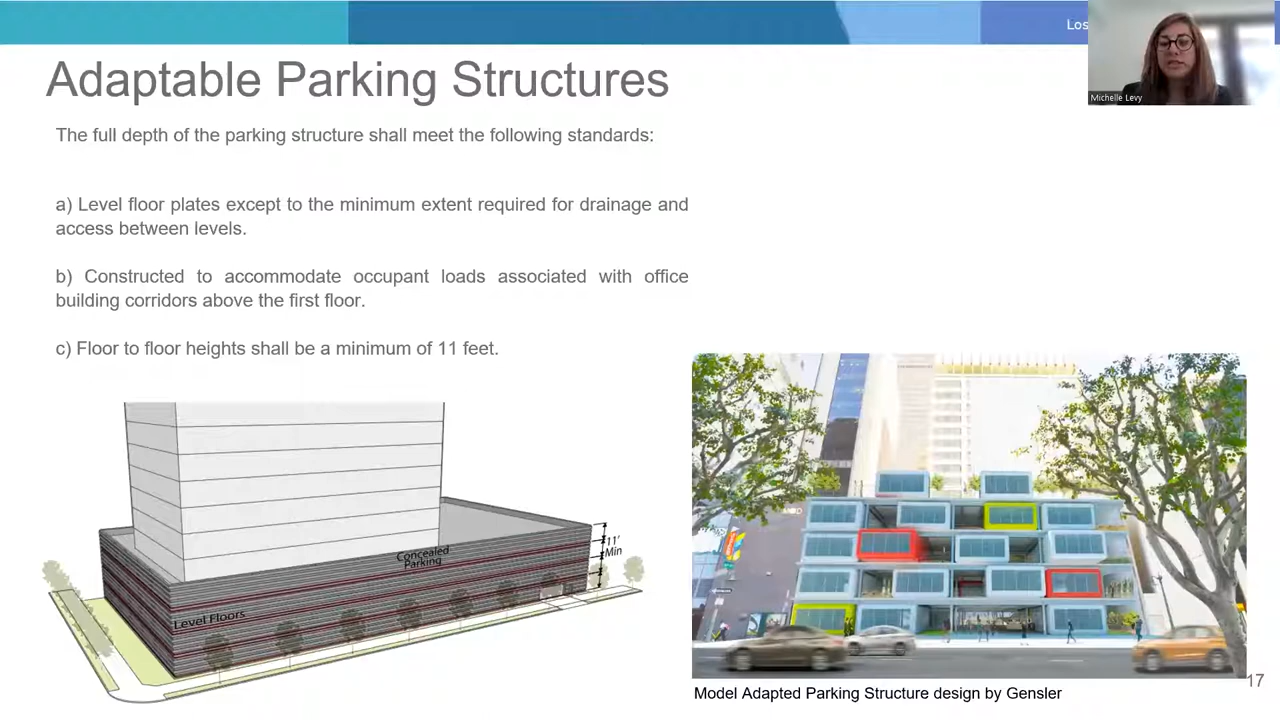 Los
Michelle Levy
Adaptable Parking Structures
The full depth of the parking structure shall meet the following standards:
a) Level floor plates except to the minimum extent required for drainage and
access between levels.
b) Constructed to accommodate occupant loads associated with office
building corridors above the first floor.
c) Floor to floor heights shall be a minimum of 11 feet.
11'
Min
Concealed
Parking
Level Floors
Model Adapted Parking Structure design by Gensler
17